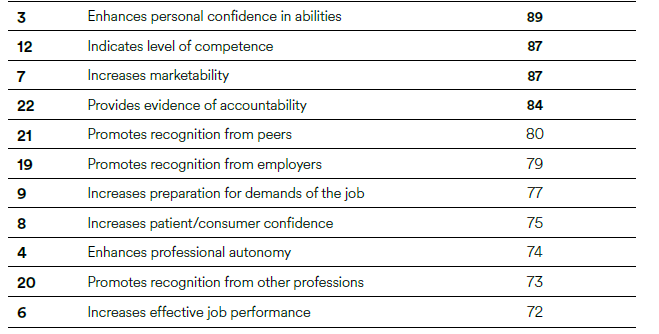 3 Enhances personal confidence in abilities 89
12 Indicates level of competence 87
7 Increases marketability 87
22 Provides evidence of accountability 84
21 Promotes recognition from peers 80
19 Promotes recognition from employers 79
9 Increases preparation for demands of the job 77
8 Increases patient/consumer confidence 75
4 Enhances professional autonomy 74
20 Promotes recognition from other professions 73
6 Increases effective job performance 72